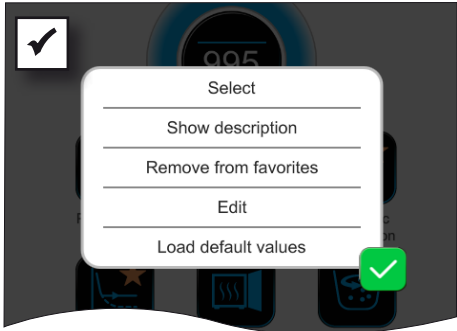 995
Select
Show description
Remove from favorites
Edit
Load default values